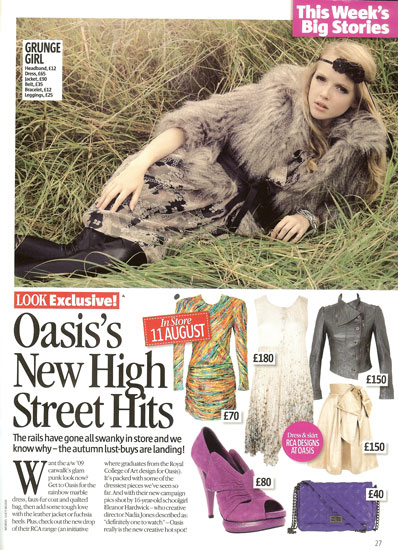 This Week's
Big Stories
GRUNGE
GIRL
Headband, £12
Dress, £65
Jacket, £90
Belt, £35
Bracelet, £12
Leggings, £25
LOOK Exclusive!
Oasis's
New High
Street Hits
The rails have gone all swanky in store and we
know why – the autumn lust-buys are landing!
Want the a/w '09
catwalk's glam
punk look now?
Get to Oasis for the
rainbow marble
dress, faux-fur coat and quilted
bag, then add some tough love
with the leather jacket or fuchsia
heels. Plus, check out the new drop
of their RCA range (an initiative
where graduates from the Royal
College of Art design for Oasis).
It's packed with some of the
dressiest pieces we've seen so
far. And with their new campaign
pics shot by 16-year-old schoolgirl
Eleanor Hardwick – who creative
director Nadia Jones described as
"definitely one to watch" – Oasis
really is the new creative hot spot!
In Store
11 AUGUST
£70
£180
£150
Dress & skirt
RCA DESIGNS
AT OASIS
£150
£80
£40
27